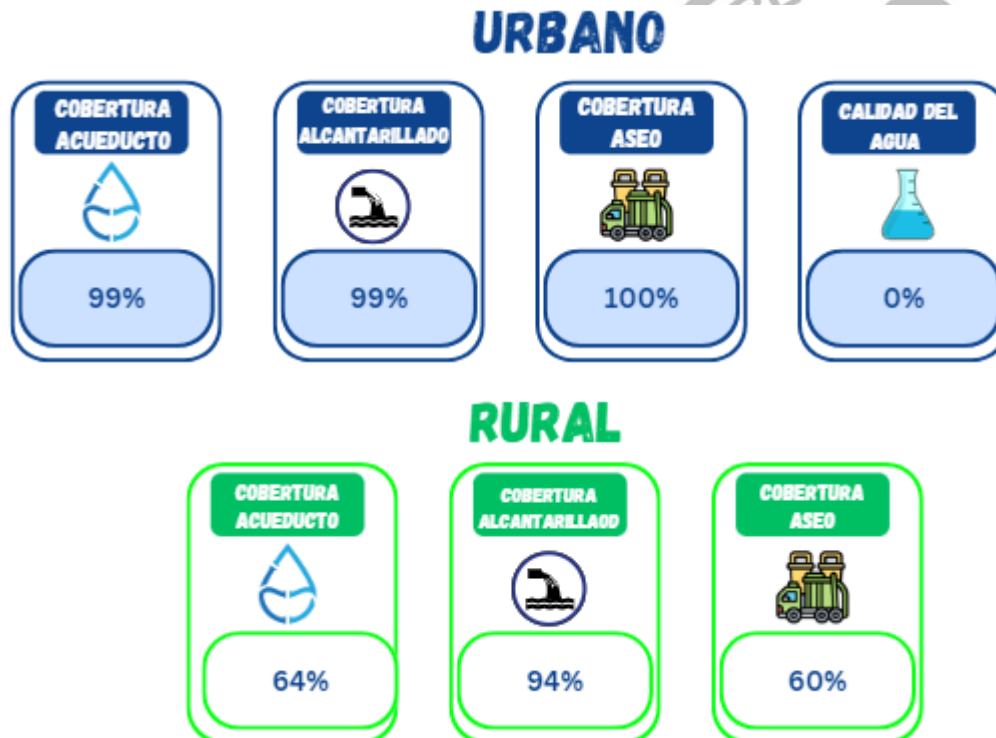 URBANO
COBERTURA
ACUEDUCTO
99%
COBERTURA
ALCANTARILLADO
99%
COBERTURA
ASEO
100%
CALIDAD DEL
AGUA
0%
RURAL
COBERTURA
ACUEDUCTO
64%
COBERTURA
ALCANTARILLAOD
94%
COBERTURA
ASEO
60%